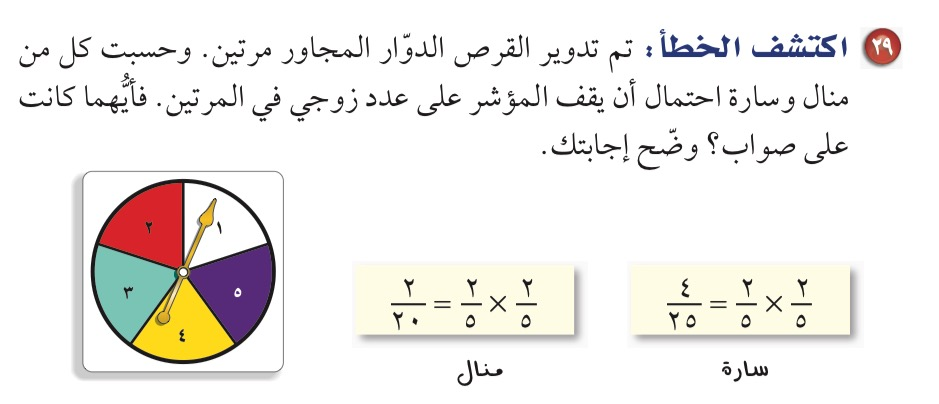 ٢٩ اكتشف الخطأ: تم تدوير القرص الدوّار المجاور مرتين. وحسبت كل من
منال وسارة احتمال أن يقف المؤشر على عدد زوجي في المرتين. فأيُّهما كانت
على صواب؟ وضّح إجابتك.
٢/٥ × ٢/٥ = ٤/٢٥
سارة
٢/٥ × ٢/٥ = ٢/٢٠
منال
١
٢
٣
٤
٥